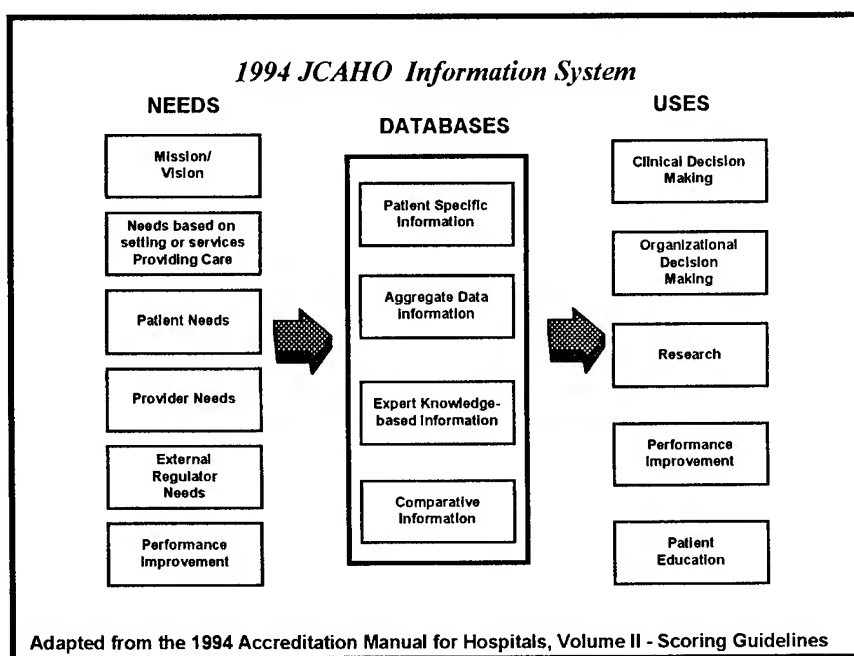 1994 JCAHO Information System
NEEDS
Mission/
Vision
Needs based on
setting or services
Providing Care
Patient Needs
Provider Needs
External
Regulator
Needs
Performance
Improvement
DATABASES
Patient Specific
Information
Aggregate Data
Information
Expert Knowledge-
based Information
Comparative
Information
USES
Clinical Decision
Making
Organizational
Decision
Making
Research
Performance
Improvement
Patient
Education
Adapted from the 1994 Accreditation Manual for Hospitals, Volume II - Scoring Guidelines